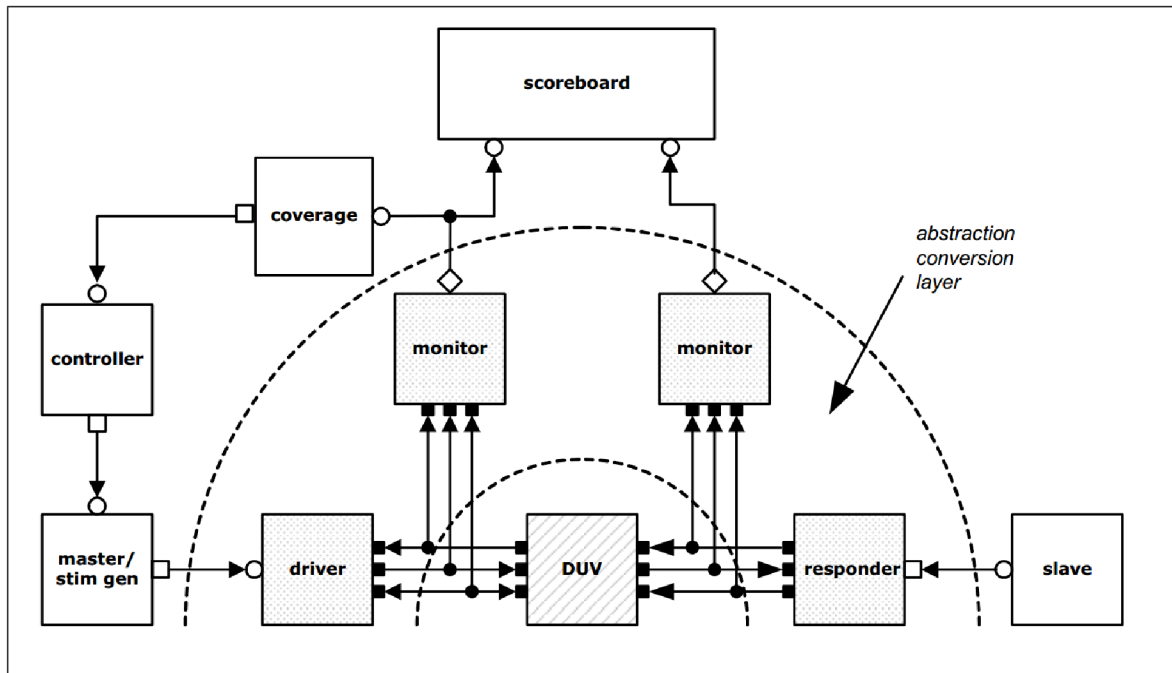 scoreboard
coverage
abstraction
conversion
layer
monitor
monitor
controller
master/
stim gen
driver
DUV
responder
slave